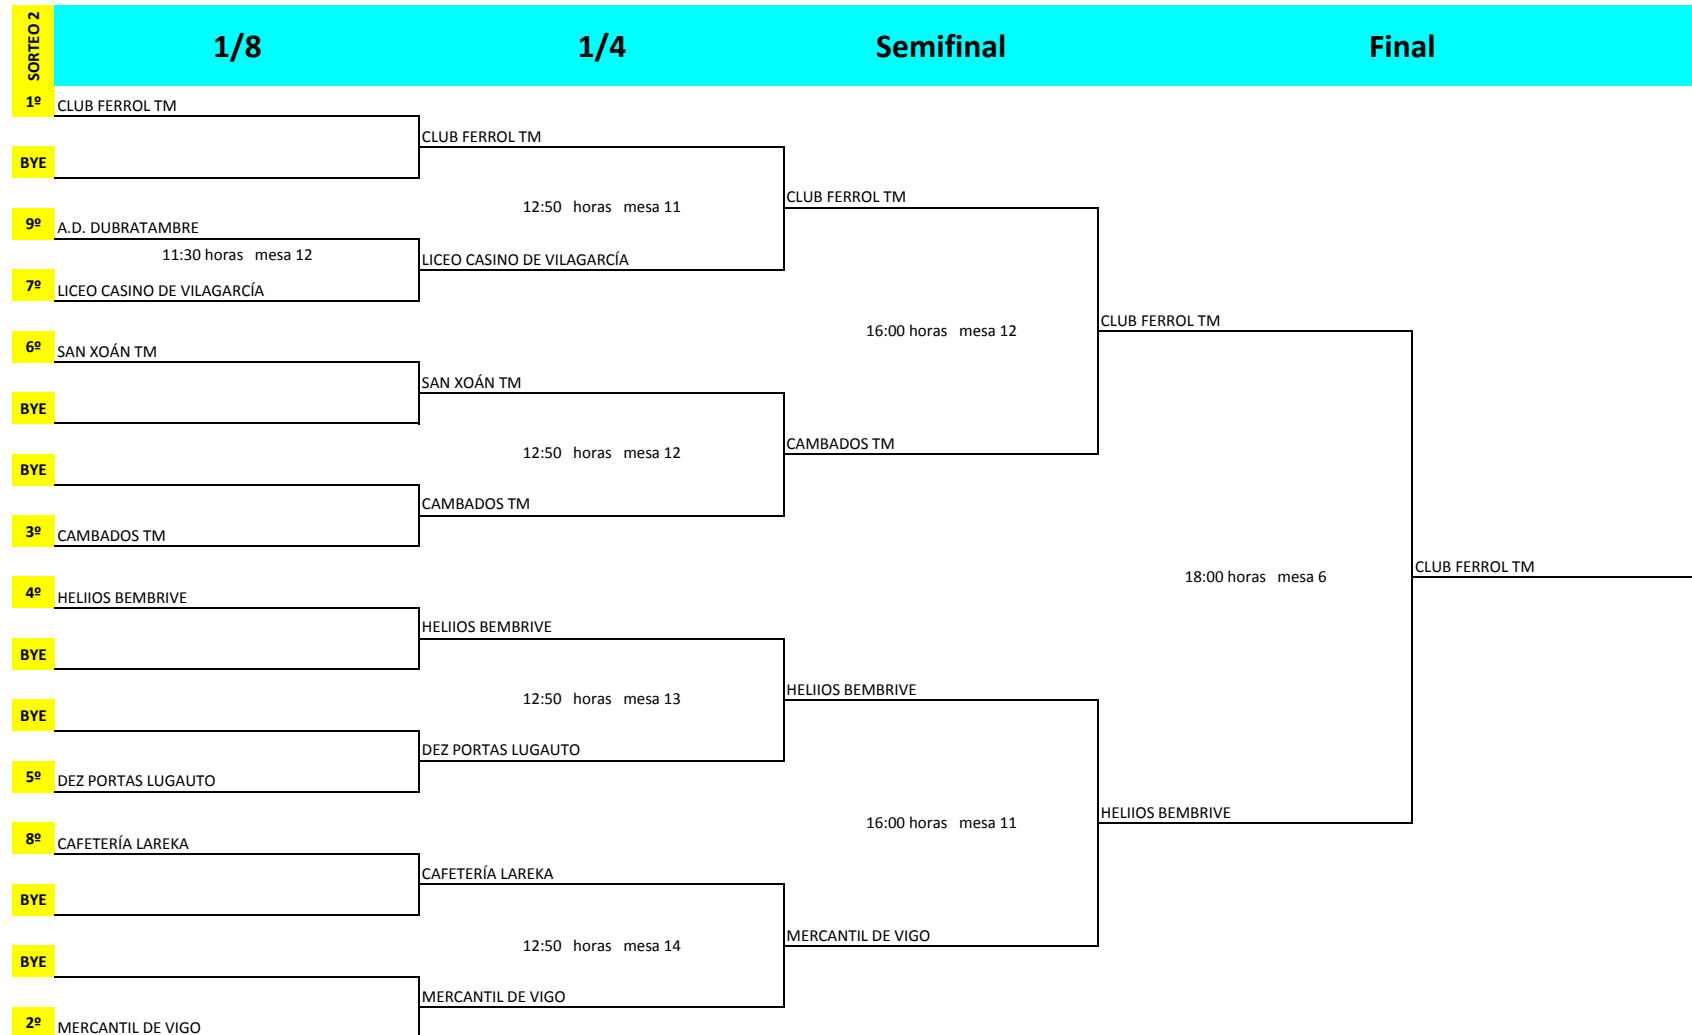 SORTEO 2
1/8 1/4 Semifinal Final
1º CLUB FERROL TM
CLUB FERROL TM
BYE
CLUB FERROL TM
12:50 horas mesa 11
9º A.D. DUBRATAMBRE
11:30 horas mesa 12
LICEO CASINO DE VILAGARCÍA
7º LICEO CASINO DE VILAGARCÍA
CLUB FERROL TM
16:00 horas mesa 12
6º SAN XOÁN TM
SAN XOÁN TM
BYE
CAMBADOS TM
12:50 horas mesa 12
BYE
CAMBADOS TM
3º CAMBADOS TM
CLUB FERROL TM
18:00 horas mesa 6
4º HELIIOS BEMBRIVE
HELIIOS BEMBRIVE
BYE
HELIIOS BEMBRIVE
12:50 horas mesa 13
BYE
DEZ PORTAS LUGAUTO
5º DEZ PORTAS LUGAUTO
HELIIOS BEMBRIVE
16:00 horas mesa 11
8º CAFETERÍA LAREKA
CAFETERÍA LAREKA
BYE
MERCANTIL DE VIGO
12:50 horas mesa 14
BYE
MERCANTIL DE VIGO
2º MERCANTIL DE VIGO